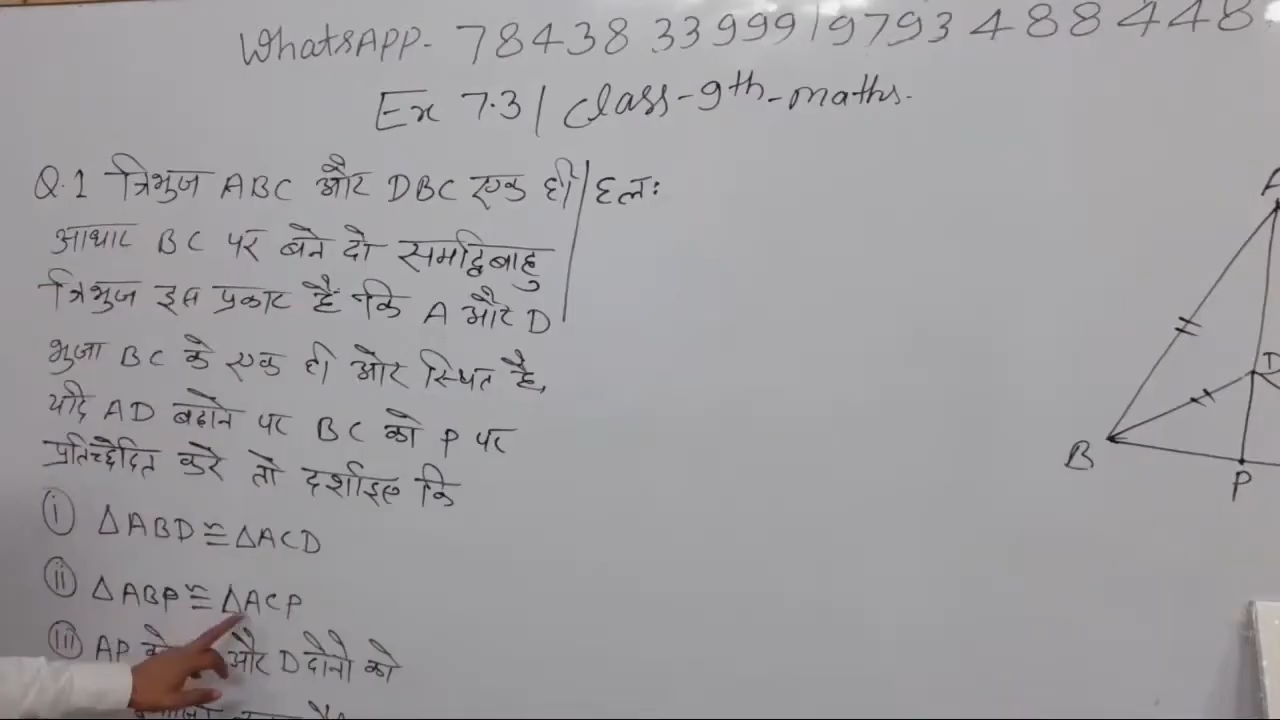 WhatsAPP. 7843833999/9793488448
Ex 7.3/ Class-9th-maths.
Q.1 त्रिभुज ABC और DBC एक ही
आधार BC पर बने दो समद्विबाहु
त्रिभुज इस प्रकार है कि A और D
भुजा BC के एक ही ओर स्थित है,
यदि AD बढाने पर BC को P पर
प्रतिच्छेदित करे तो दर्शाइए कि
(i) ΔABD ≅ ΔACD
(ii) ΔABP ≅ ΔACP
(iii) AP और D दोनो को
हलः
A
D
B
P